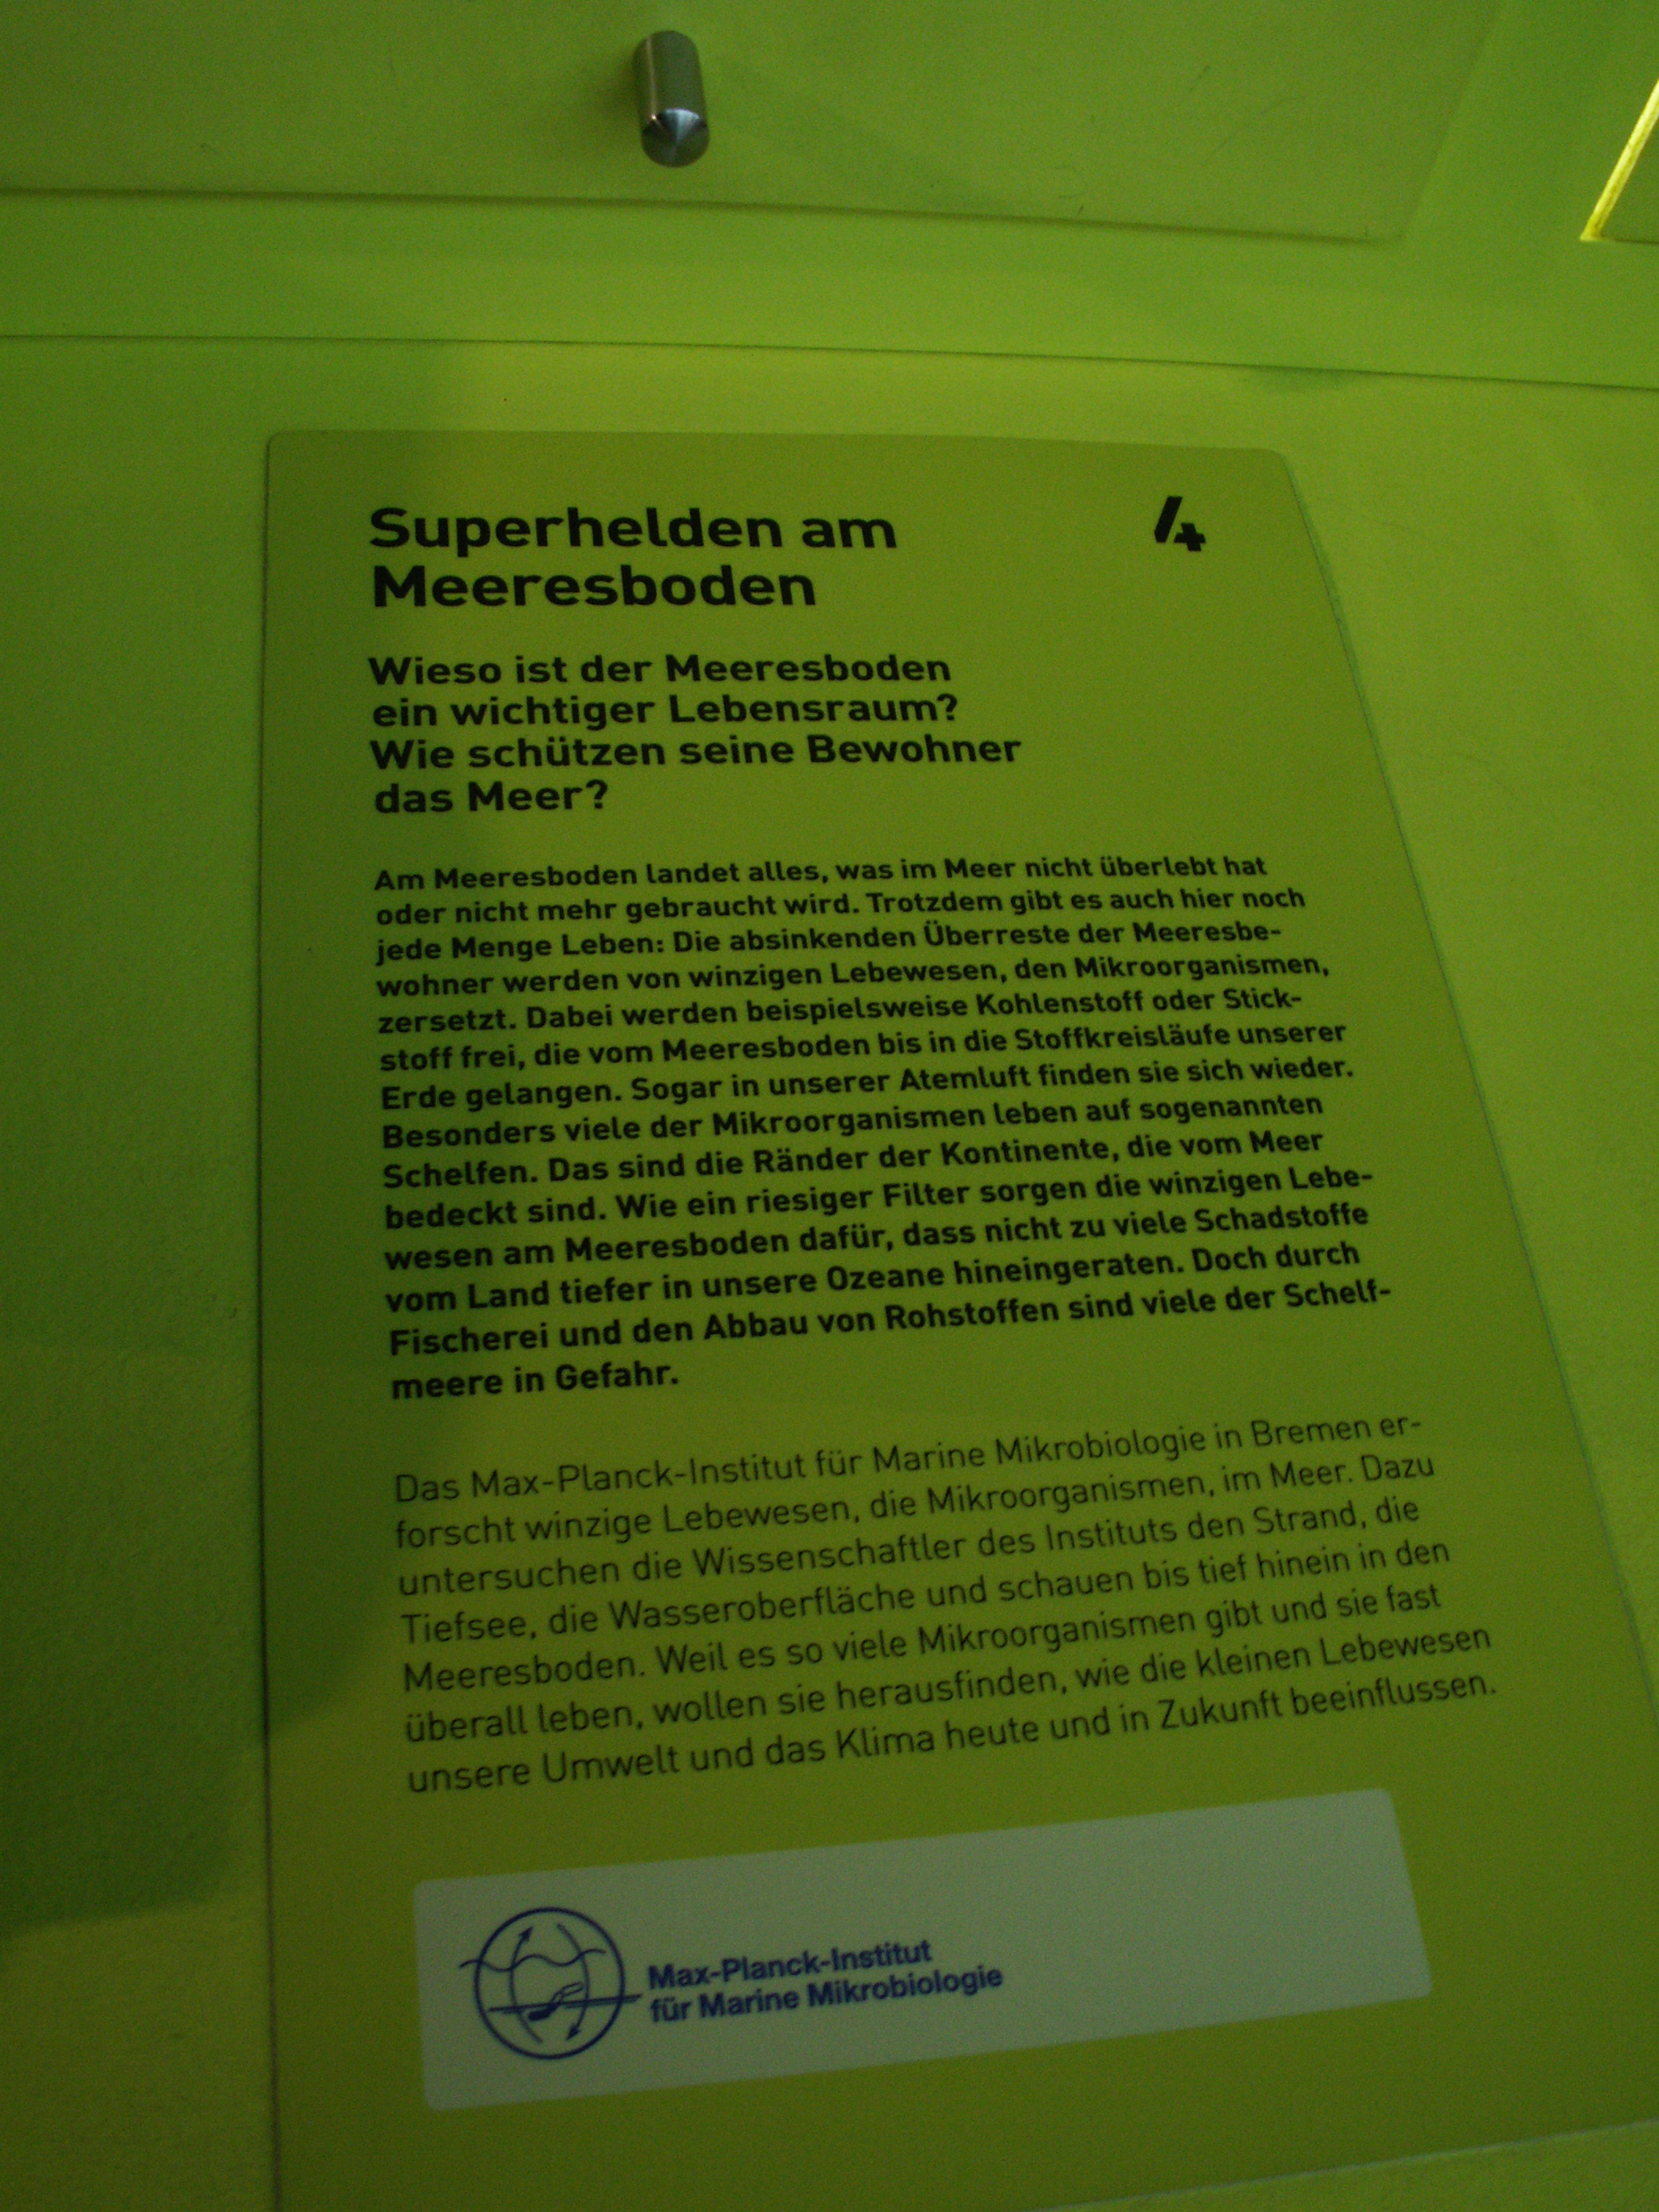 Superhelden am
Meeresboden
4
Wieso ist der Meeresboden
ein wichtiger Lebensraum?
Wie schützen seine Bewohner
das Meer?
Am Meeresboden landet alles, was im Meer nicht überlebt hat
oder nicht mehr gebraucht wird. Trotzdem gibt es auch hier noch
jede Menge Leben: Die absinkenden Überreste der Meeresbe-
wohner werden von winzigen Lebewesen, den Mikroorganismen,
zersetzt. Dabei werden beispielsweise Kohlenstoff oder Stick-
stoff frei, die vom Meeresboden bis in die Stoffkreisläufe unserer
Erde gelangen. Sogar in unserer Atemluft finden sie sich wieder.
Besonders viele der Mikroorganismen leben auf sogenannten
Schelfen. Das sind die Ränder der Kontinente, die vom Meer
bedeckt sind. Wie ein riesiger Filter sorgen die winzigen Lebe-
wesen am Meeresboden dafür, dass nicht zu viele Schadstoffe
vom Land tiefer in unsere Ozeane hineingeraten. Doch durch
Fischerei und den Abbau von Rohstoffen sind viele der Schelf-
meere in Gefahr.
Das Max-Planck-Institut für Marine Mikrobiologie in Bremen er-
forscht winzige Lebewesen, die Mikroorganismen, im Meer. Dazu
untersuchen die Wissenschaftler des Instituts den Strand, die
Tiefsee, die Wasseroberfläche und schauen bis tief hinein in den
Meeresboden. Weil es so viele Mikroorganismen gibt und sie fast
überall leben, wollen sie herausfinden, wie die kleinen Lebewesen
unsere Umwelt und das Klima heute und in Zukunft beeinflussen.
Max-Planck-Institut
für Marine Mikrobiologie